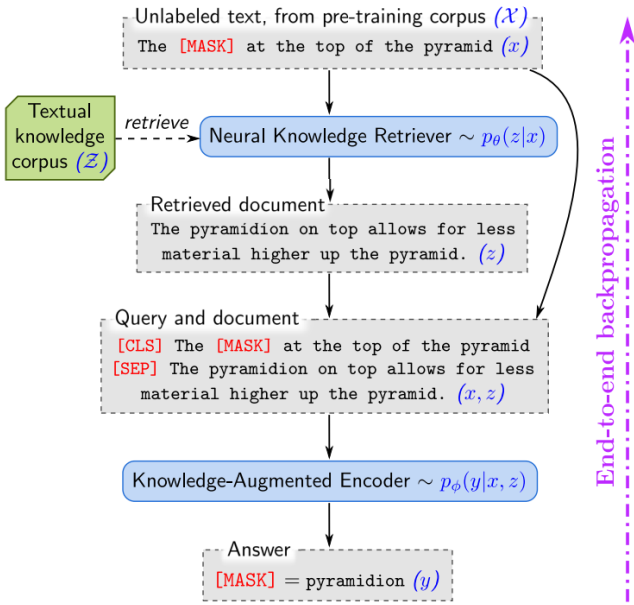 Unlabeled text, from pre-training corpus (𝒳)
The [MASK] at the top of the pyramid (x)
Textual
knowledge
corpus (𝒵)
retrieve
Neural Knowledge Retriever ∼ pθ(z|x)
Retrieved document
The pyramidion on top allows for less
material higher up the pyramid. (z)
Query and document
[CLS] The [MASK] at the top of the pyramid
[SEP] The pyramidion on top allows for less
material higher up the pyramid. (x, z)
Knowledge-Augmented Encoder ∼ pϕ(y|x, z)
Answer
[MASK] = pyramidion (y)
End-to-end backpropagation